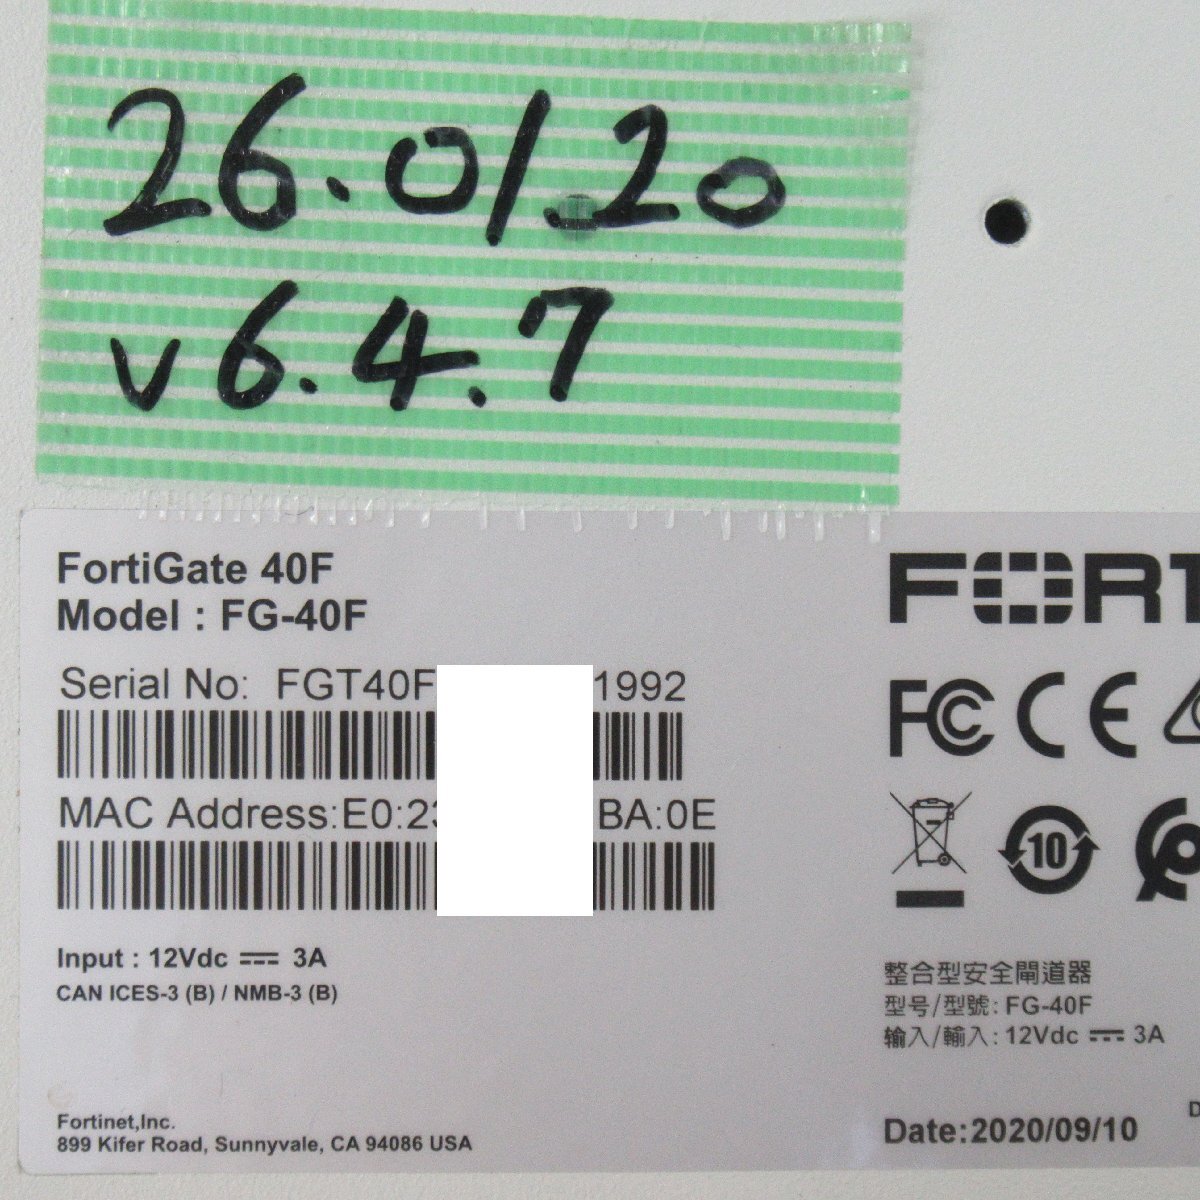 26.01.20
v6.4.7
FortiGate 40F
Model : FG-40F
Serial No: FGT40F 1992
MAC Address:E0:23 BA:0E
Input : 12Vdc ⎓ 3A
CAN ICES-3 (B) / NMB-3 (B)
Fortinet,Inc.
899 Kifer Road, Sunnyvale, CA 94086 USA
FORT
FC CE
10
整合型安全閘道器
型号/型號: FG-40F
输入/輸入: 12Vdc ⎓ 3A
Date:2020/09/10